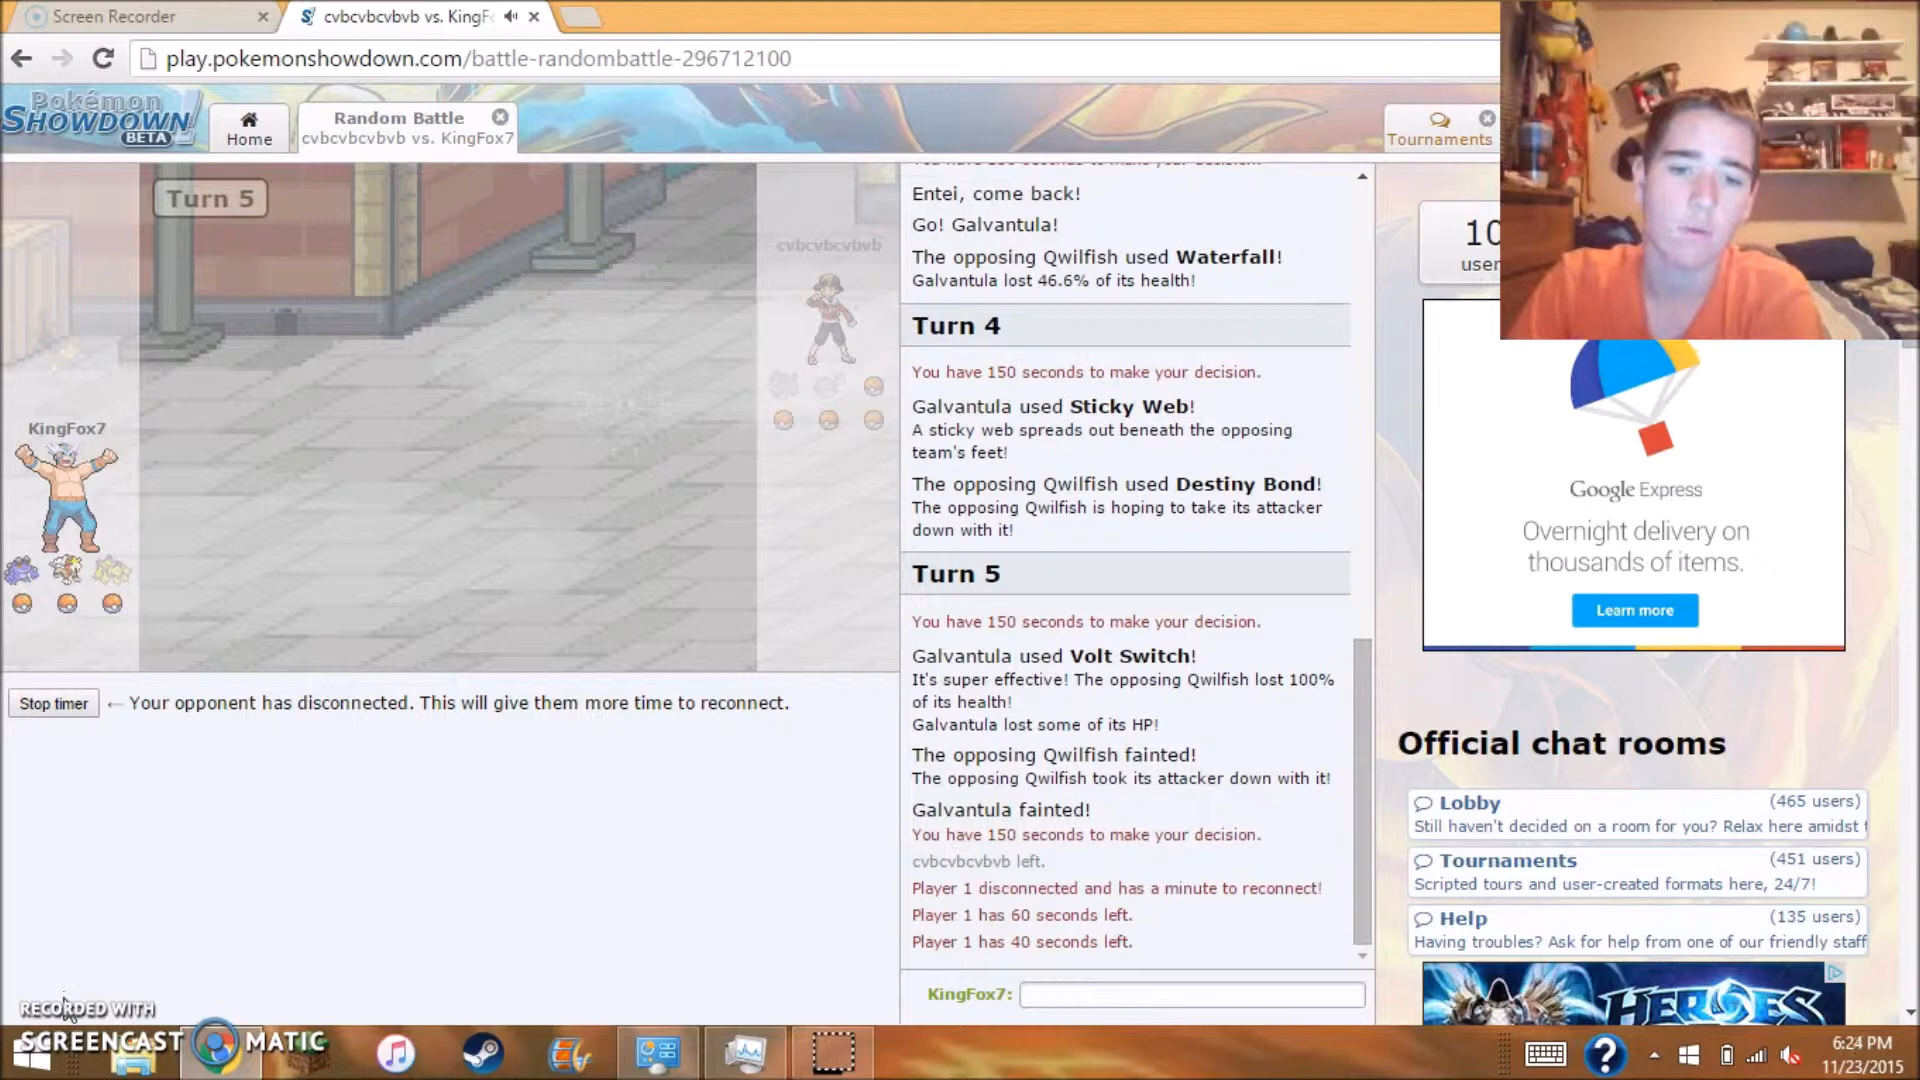 Screen Recorder
cvbcvbcvbvb vs. KingF
play.pokemonshowdown.com/battle-randombattle-296712100
Pokémon
SHOWDOWN
BETA
Home
Random Battle
cvbcvbcvbvb vs. KingFox7
Tournaments
Turn 5
cvbcvbcvbvb
KingFox7
Entei, come back!
Go! Galvantula!
The opposing Qwilfish used Waterfall!
Galvantula lost 46.6% of its health!
Turn 4
You have 150 seconds to make your decision.
Galvantula used Sticky Web!
A sticky web spreads out beneath the opposing
team's feet!
The opposing Qwilfish used Destiny Bond!
The opposing Qwilfish is hoping to take its attacker
down with it!
Turn 5
You have 150 seconds to make your decision.
Galvantula used Volt Switch!
It's super effective! The opposing Qwilfish lost 100%
of its health!
Galvantula lost some of its HP!
The opposing Qwilfish fainted!
The opposing Qwilfish took its attacker down with it!
Galvantula fainted!
You have 150 seconds to make your decision.
cvbcvbcvbvb left.
Player 1 disconnected and has a minute to reconnect!
Player 1 has 60 seconds left.
Player 1 has 40 seconds left.
KingFox7:
Stop timer
← Your opponent has disconnected. This will give them more time to reconnect.
10
user
Google Express
Overnight delivery on
thousands of items.
Learn more
Official chat rooms
Lobby
(465 users)
Still haven't decided on a room for you? Relax here amidst
Tournaments
(451 users)
Scripted tours and user-created formats here, 24/7!
Help
(135 users)
Having troubles? Ask for help from one of our friendly staff
HEROES
RECORDED WITH
SCREENCAST MATIC
6:24 PM
11/23/2015